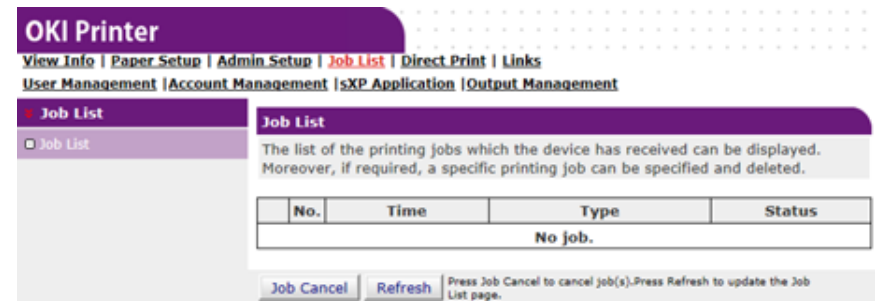 OKI Printer
View Info | Paper Setup | Admin Setup | Job List | Direct Print | Links
User Management |Account Management |sXP Application |Output Management
Job List
Job List
Job List
The list of the printing jobs which the device has received can be displayed.
Moreover, if required, a specific printing job can be specified and deleted.
No. Time Type Status
No job.
Job Cancel Refresh Press Job Cancel to cancel job(s).Press Refresh to update the Job
List page.